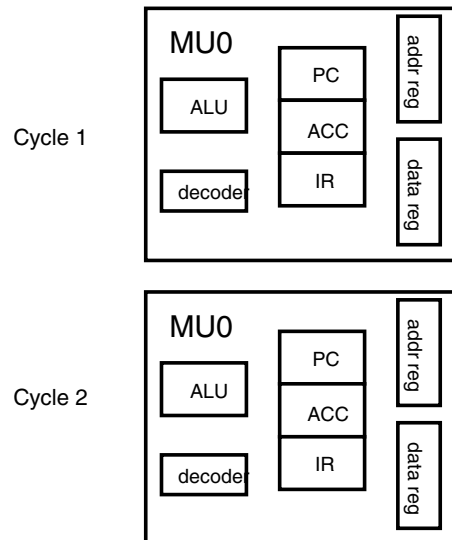 Cycle 1
MU0
ALU
decoder
PC
ACC
IR
addr reg
data reg
Cycle 2
MU0
ALU
decoder
PC
ACC
IR
addr reg
data reg